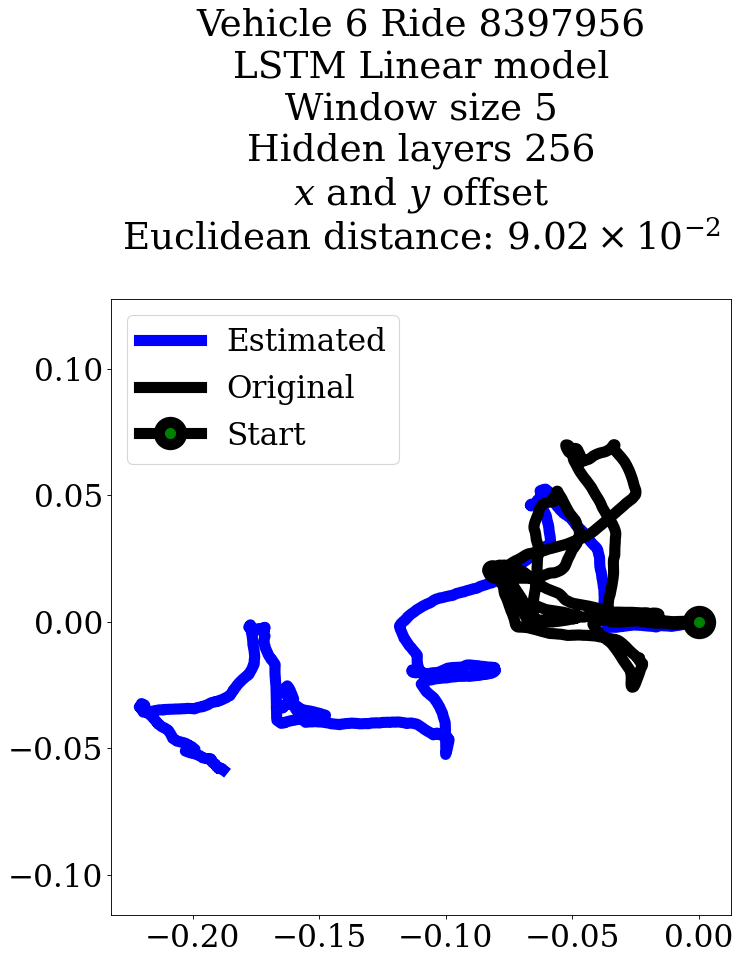 Vehicle 6 Ride 8397956
LSTM Linear model
Window size 5
Hidden layers 256
x and y offset
Euclidean distance: 9.02 × 10⁻²
Estimated
Original
Start
0.10
0.05
0.00
−0.05
−0.10
−0.20 −0.15 −0.10 −0.05 0.00